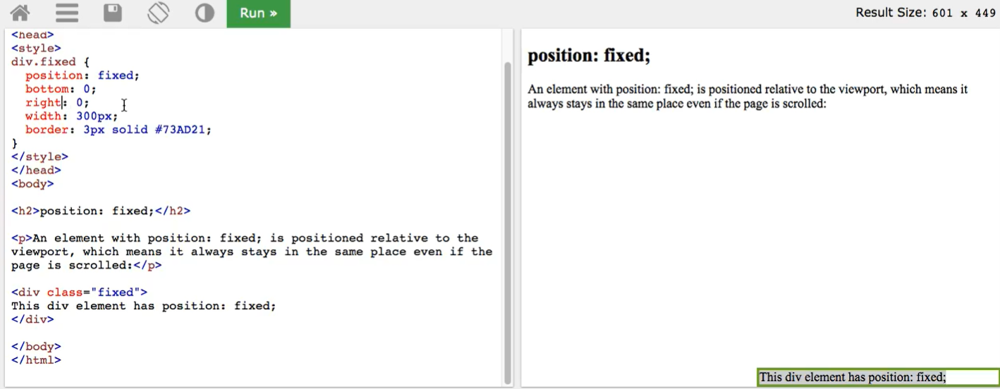 Run »
Result Size: 601 x 449
<head>
<style>
div.fixed {
  position: fixed;
  bottom: 0;
  right: 0;
  width: 300px;
  border: 3px solid #73AD21;
}
</style>
</head>
<body>
<h2>position: fixed;</h2>
<p>An element with position: fixed; is positioned relative to the
viewport, which means it always stays in the same place even if the
page is scrolled:</p>
<div class="fixed">
This div element has position: fixed;
</div>
</body>
</html>
position: fixed;
An element with position: fixed; is positioned relative to the viewport, which means it
always stays in the same place even if the page is scrolled:
This div element has position: fixed;